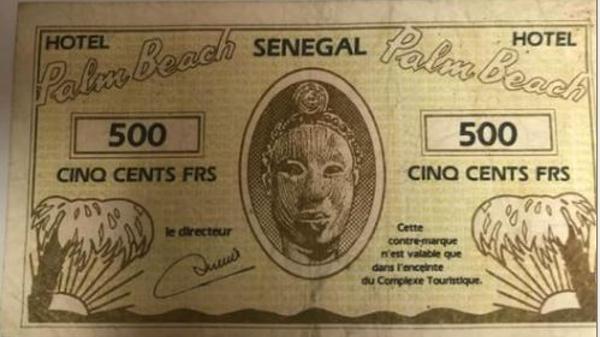 HOTEL
Palm Beach
SENEGAL
HOTEL
Palm Beach
500
500
CINQ CENTS FRS
CINQ CENTS FRS
le directeur
Cette
contre-marque
n'est valable que
dans l'enceinte
du Complexe Touristique.